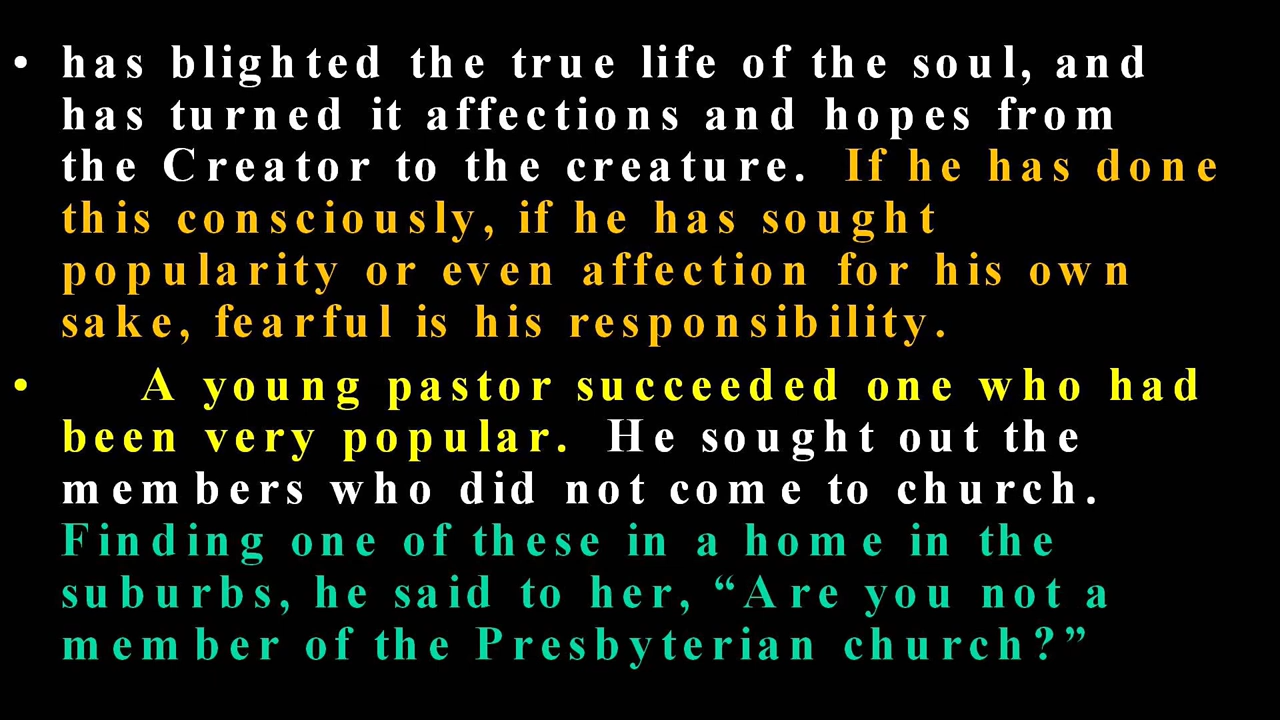 • has blighted the true life of the soul, and
has turned it affections and hopes from
the Creator to the creature. If he has done
this consciously, if he has sought
popularity or even affection for his own
sake, fearful is his responsibility.
• A young pastor succeeded one who had
been very popular. He sought out the
members who did not come to church.
Finding one of these in a home in the
suburbs, he said to her, “Are you not a
member of the Presbyterian church?”